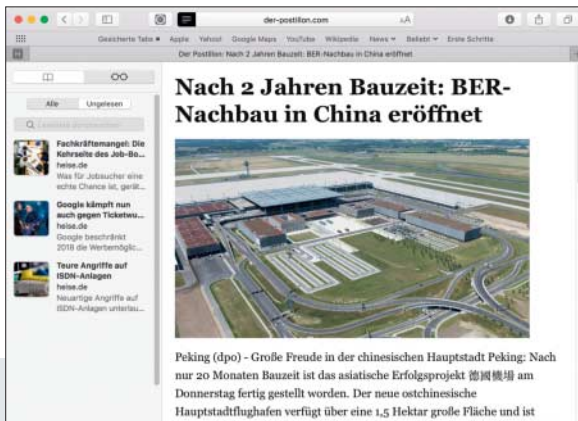 der-postillon.com
AA
Gesicherte Tabs Apple Yahoo! Google Maps YouTube Wikipedia News Beliebt Erste Schritte
Der Postillon: Nach 2 Jahren Bauzeit: BER-Nachbau in China eröffnet
Alle Ungelesen
Fachkräftemangel: Die
Kehrseite des Job-Bo...
heise.de
Was für Jobsucher eine
echte Chance ist, gerät...
Google kämpft nun
auch gegen Ticketwu...
heise.de
Google beschränkt
2018 die Werbemöglic...
Teure Angriffe auf
ISDN-Anlagen
heise.de
Neuartige Angriffe auf
ISDN-Anlagen unterlau...
Nach 2 Jahren Bauzeit: BER-
Nachbau in China eröffnet
Peking (dpo) - Große Freude in der chinesischen Hauptstadt Peking: Nach
nur 20 Monaten Bauzeit ist das asiatische Erfolgsprojekt 德國機場 am
Donnerstag fertig gestellt worden. Der neue ostchinesische
Hauptstadtflughafen verfügt über eine 1,5 Hektar große Fläche und ist